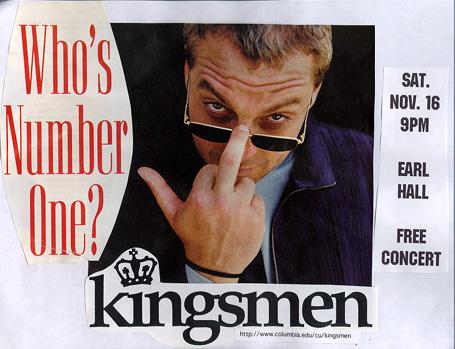 Who's
Number
One?
SAT.
NOV. 16
9PM
EARL
HALL
FREE
CONCERT
kingsmen
http://www.columbia.edu/cu/kingsmen